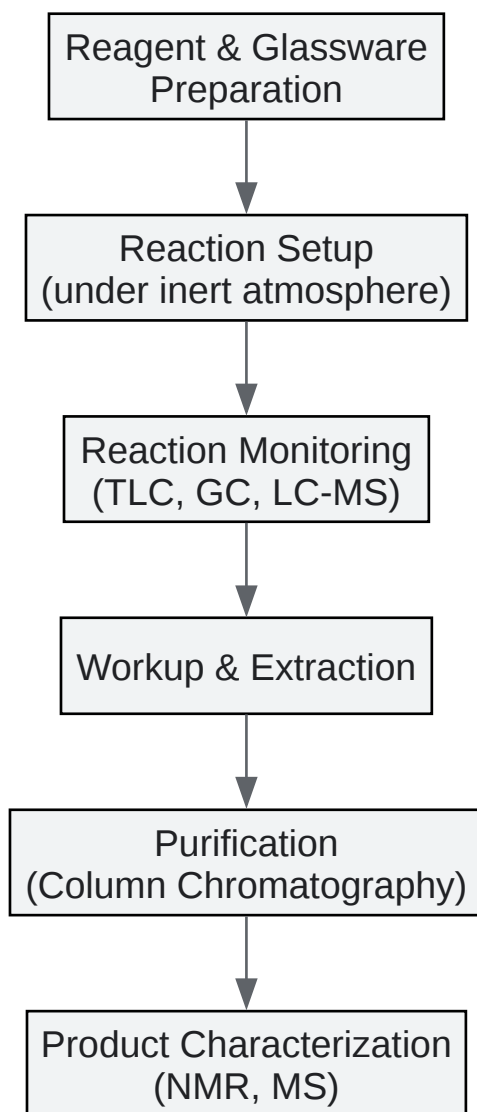 Reagent & Glassware
Preparation
Reaction Setup
(under inert atmosphere)
Reaction Monitoring
(TLC, GC, LC-MS)
Workup & Extraction
Purification
(Column Chromatography)
Product Characterization
(NMR, MS)